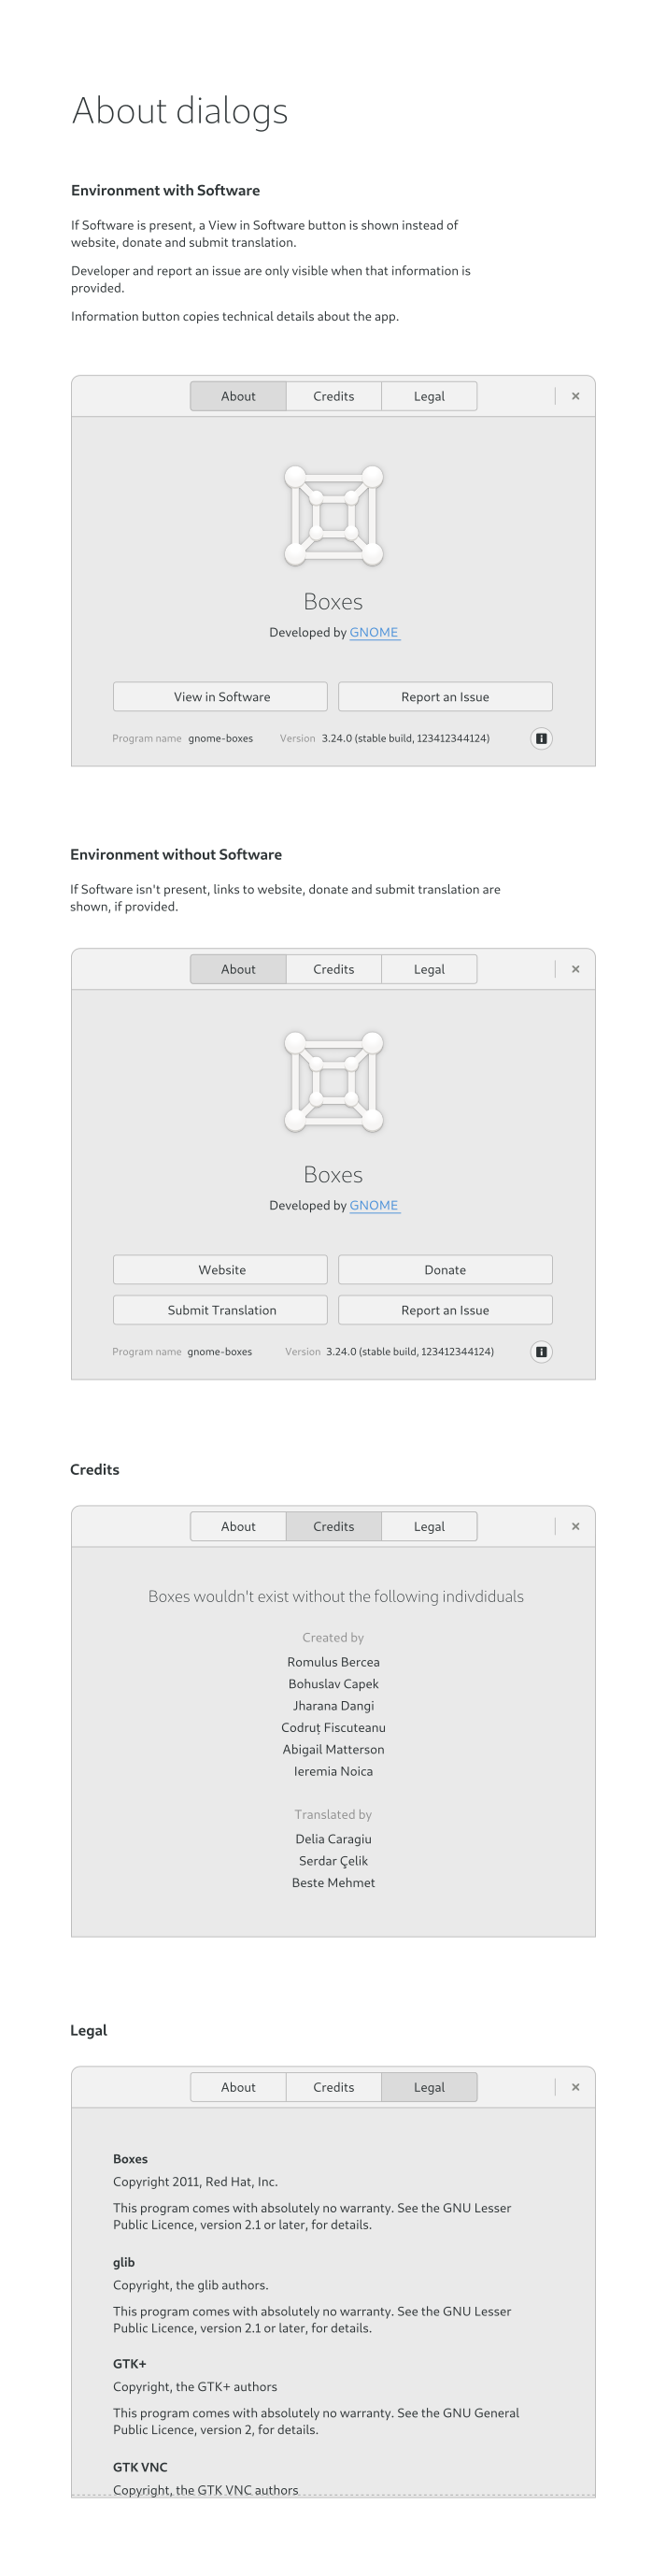 About dialogs
Environment with Software
If Software is present, a View in Software button is shown instead of
website, donate and submit translation.
Developer and report an issue are only visible when that information is
provided.
Information button copies technical details about the app.
About Credits Legal ×
Boxes
Developed by GNOME
View in Software Report an Issue
Program name gnome-boxes Version 3.24.0 (stable build, 123412344124)
Environment without Software
If Software isn't present, links to website, donate and submit translation are
shown, if provided.
About Credits Legal ×
Boxes
Developed by GNOME
Website Donate
Submit Translation Report an Issue
Program name gnome-boxes Version 3.24.0 (stable build, 123412344124)
Credits
About Credits Legal ×
Boxes wouldn't exist without the following indivdiduals
Created by
Romulus Bercea
Bohuslav Capek
Jharana Dangi
Codruț Fiscuteanu
Abigail Matterson
Ieremia Noica
Translated by
Delia Caragiu
Serdar Çelik
Beste Mehmet
Legal
About Credits Legal ×
Boxes
Copyright 2011, Red Hat, Inc.
This program comes with absolutely no warranty. See the GNU Lesser
Public Licence, version 2.1 or later, for details.
glib
Copyright, the glib authors.
This program comes with absolutely no warranty. See the GNU Lesser
Public Licence, version 2.1 or later, for details.
GTK+
Copyright, the GTK+ authors
This program comes with absolutely no warranty. See the GNU General
Public Licence, version 2, for details.
GTK VNC
Copyright, the GTK VNC authors